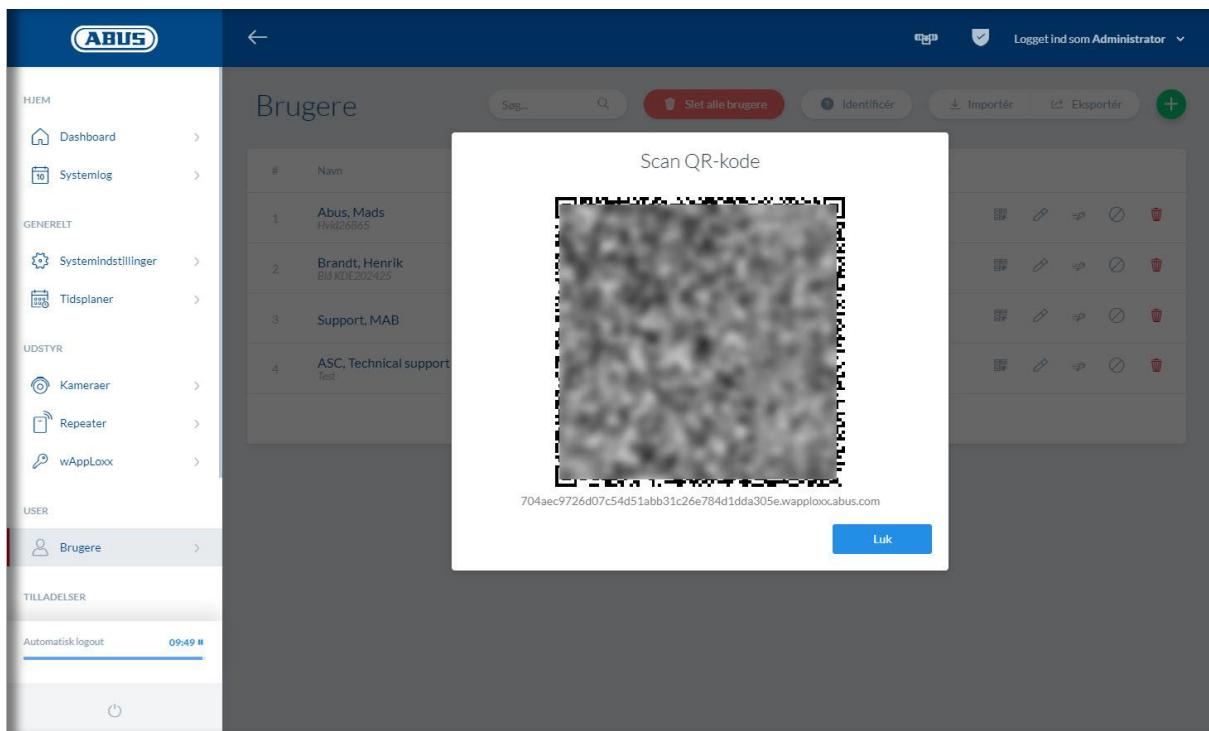 ABUS
Logget ind som Administrator
HJEM
Dashboard
Systemlog
GENERELT
Systemindstillinger
Tidsplaner
UDSTYR
Kameraer
Repeater
wAppLoxx
USER
Brugere
TILLADELSER
Automatisk logout 09:49
Brugere
Søg...
Slet alle brugere
Identificér
Importér
Eksportér
# Navn
1 Abus, Mads
Hvid26865
2 Brandt, Henrik
Blå KDE202425
3 Support, MAB
4 ASC, Technical support
Test
Scan QR-kode
704aec9726d07c54d51abb31c26e784d1dda305e.wapploxx.abus.com
Luk